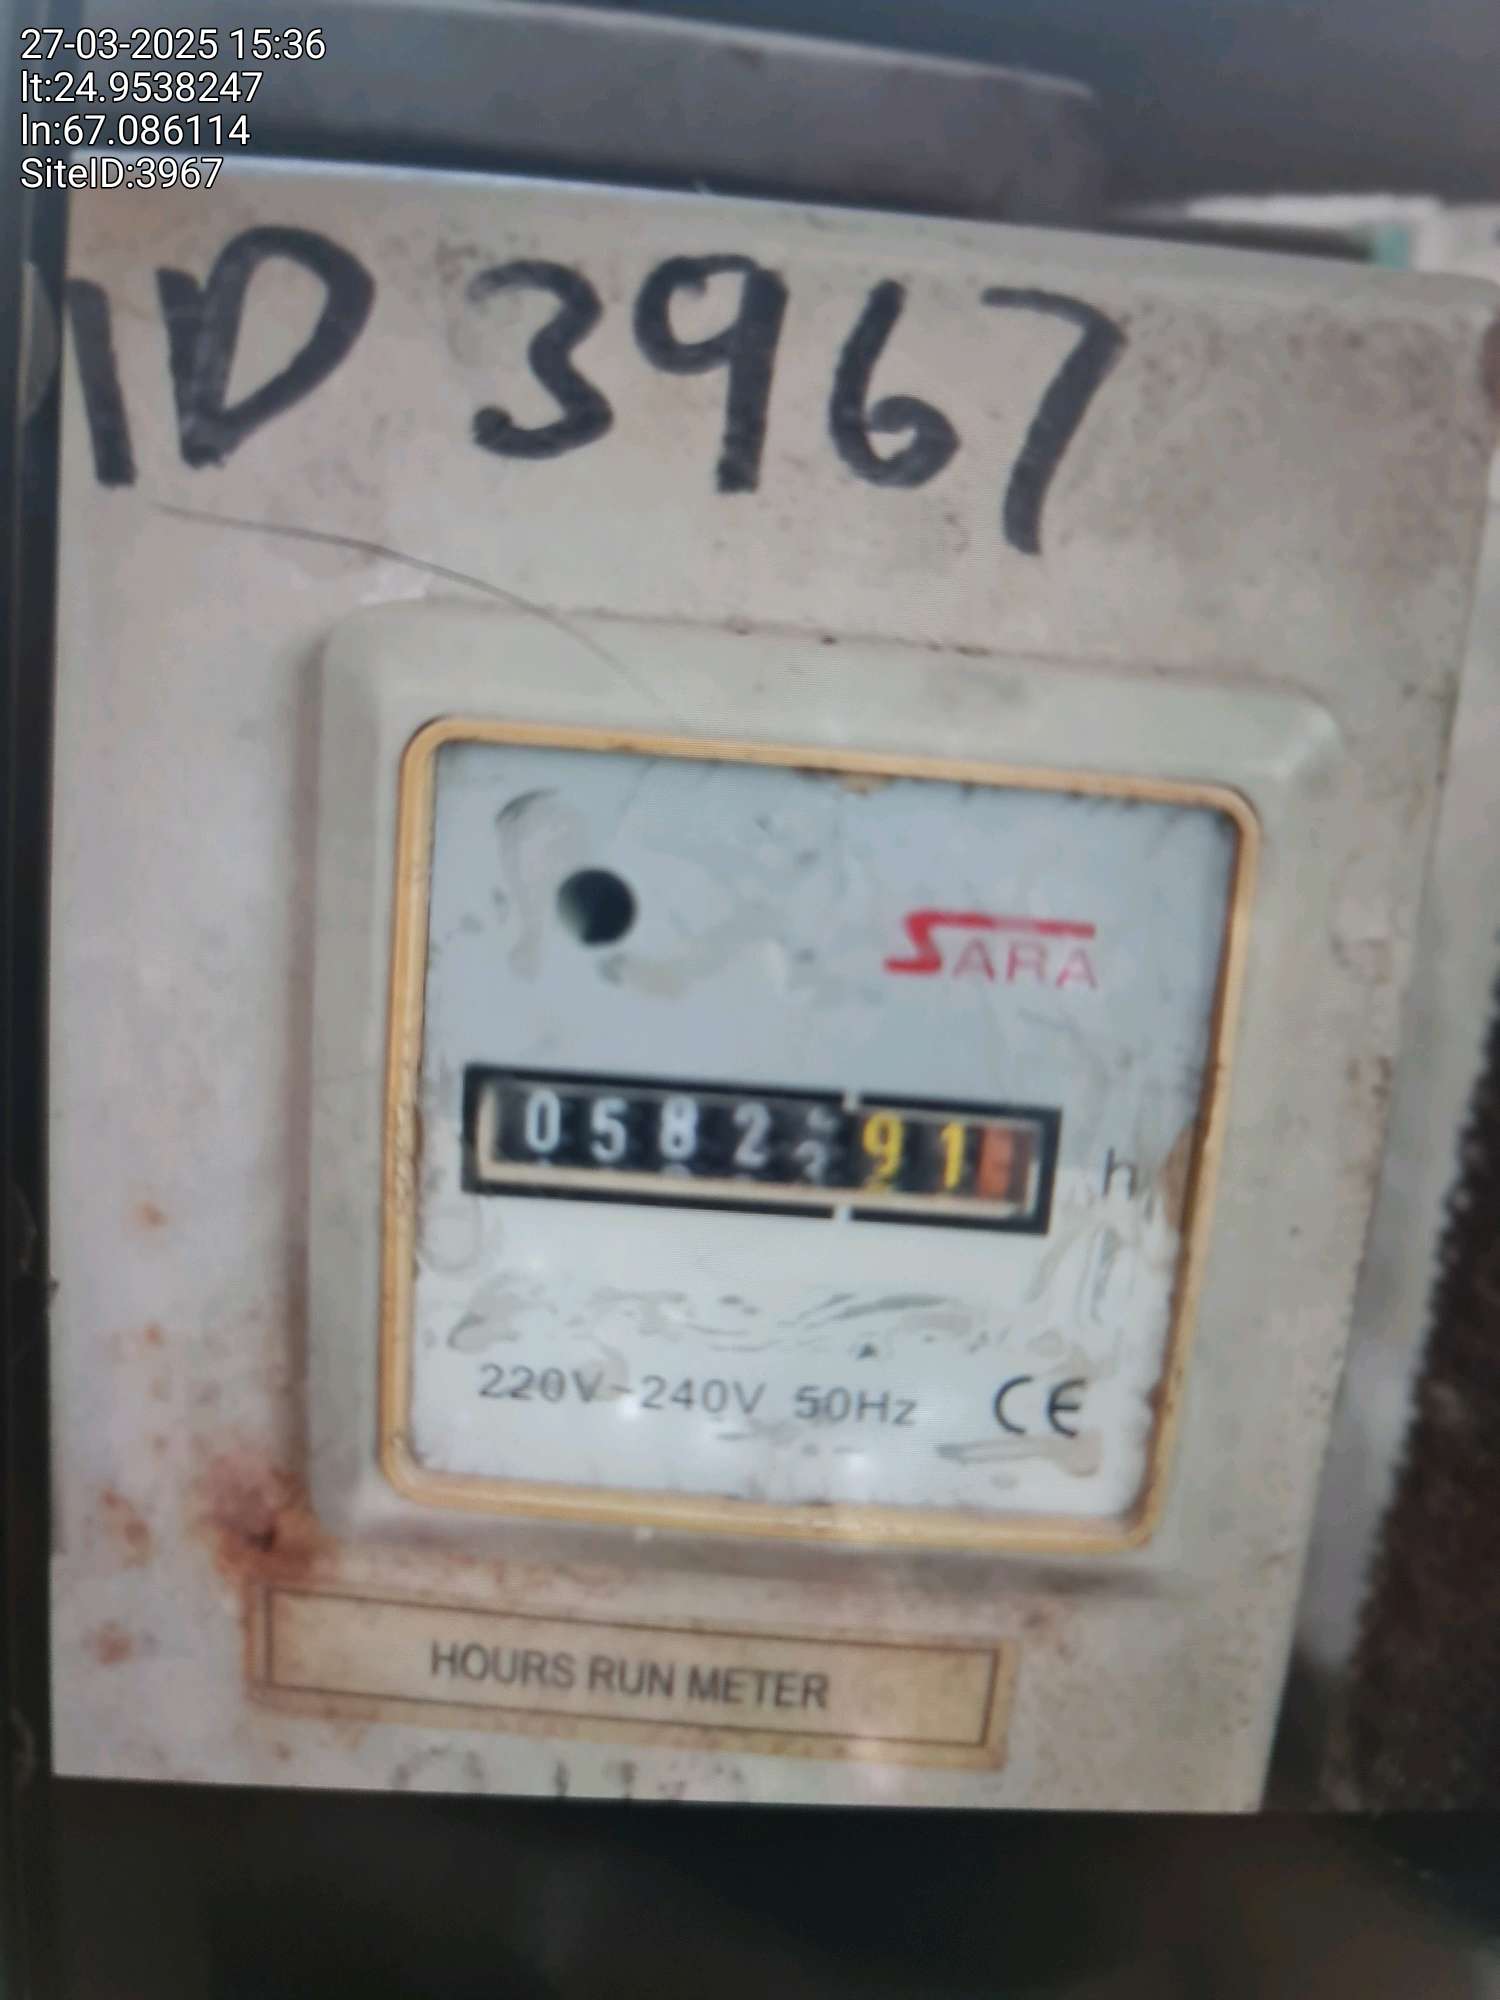 27-03-2025 15:36
lt:24.9538247
ln:67.086114
SiteID:3967
ID 3967
SARA
0582 91 h
220V~240V 50Hz CE
HOURS RUN METER